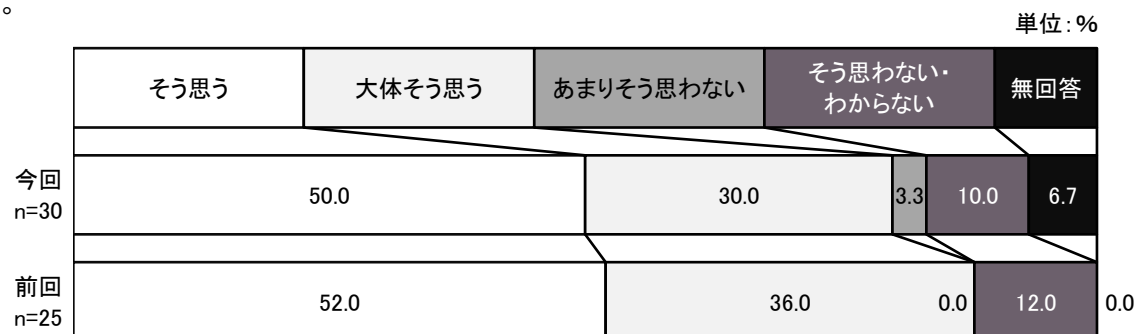 。
単位:%
そう思う 大体そう思う あまりそう思わない そう思わない・
わからない 無回答
今回
n=30 50.0 30.0 3.3 10.0 6.7
前回
n=25 52.0 36.0 0.0 12.0 0.0